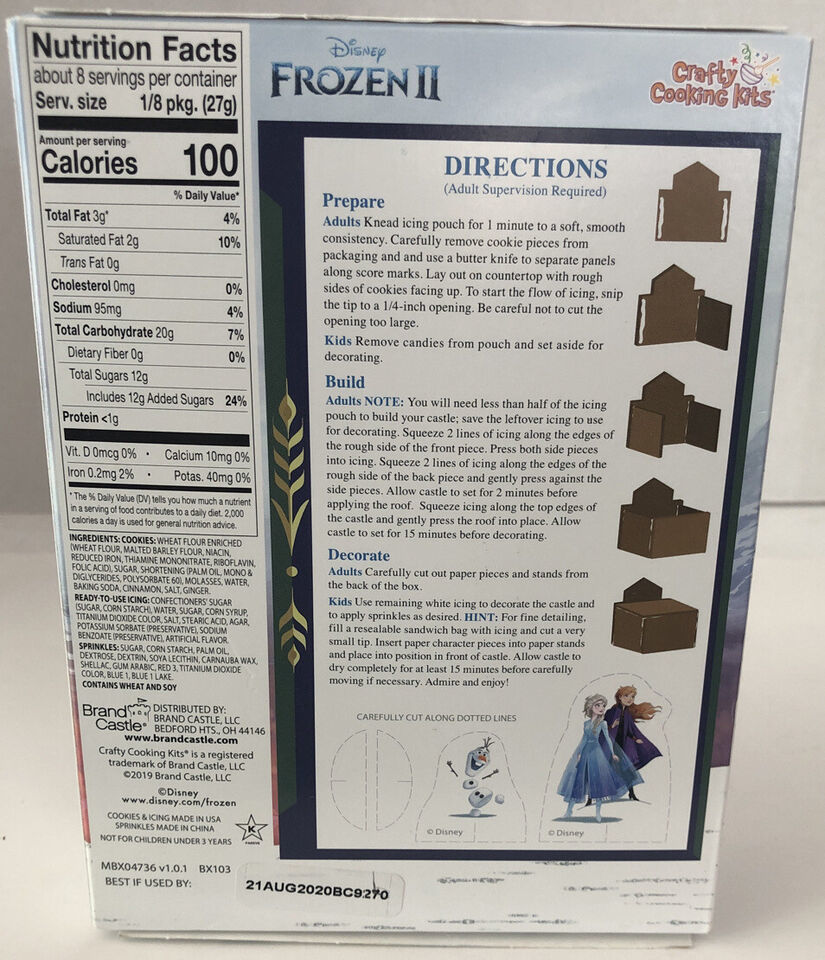 Nutrition Facts
about 8 servings per container
Serv. size 1/8 pkg. (27g)
Amount per serving
Calories 100
% Daily Value*
Total Fat 3g* 4%
Saturated Fat 2g 10%
Trans Fat 0g
Cholesterol 0mg 0%
Sodium 95mg 4%
Total Carbohydrate 20g 7%
Dietary Fiber 0g 0%
Total Sugars 12g
Includes 12g Added Sugars 24%
Protein <1g
Vit. D 0mcg 0% • Calcium 10mg 0%
Iron 0.2mg 2% • Potas. 40mg 0%
* The % Daily Value (DV) tells you how much a nutrient
in a serving of food contributes to a daily diet. 2,000
calories a day is used for general nutrition advice.
INGREDIENTS: COOKIES: WHEAT FLOUR ENRICHED
(WHEAT FLOUR, MALTED BARLEY FLOUR, NIACIN,
REDUCED IRON, THIAMINE MONONITRATE, RIBOFLAVIN,
FOLIC ACID), SUGAR, SHORTENING (PALM OIL, MONO &
DIGLYCERIDES, POLYSORBATE 60), MOLASSES, WATER,
BAKING SODA, CINNAMON, SALT, GINGER.
READY-TO-USE ICING: CONFECTIONERS' SUGAR
(SUGAR, CORN STARCH), WATER, SUGAR, CORN SYRUP,
TITANIUM DIOXIDE COLOR, SALT, STEARIC ACID, AGAR,
POTASSIUM SORBATE (PRESERVATIVE), SODIUM
BENZOATE (PRESERVATIVE), ARTIFICIAL FLAVOR.
SPRINKLES: SUGAR, CORN STARCH, PALM OIL,
DEXTROSE, DEXTRIN, SOYA LECITHIN, CARNAUBA WAX,
SHELLAC, GUM ARABIC, RED 3, TITANIUM DIOXIDE
COLOR, BLUE 1, BLUE 1 LAKE.
CONTAINS WHEAT AND SOY
Brand Castle®
DISTRIBUTED BY:
BRAND CASTLE, LLC
BEDFORD HTS., OH 44146
www.brandcastle.com
Crafty Cooking Kits® is a registered
trademark of Brand Castle, LLC
©2019 Brand Castle, LLC
©Disney
www.disney.com/frozen
COOKIES & ICING MADE IN USA
SPRINKLES MADE IN CHINA
NOT FOR CHILDREN UNDER 3 YEARS
K
PAREVE
MBX04736 v1.0.1 BX103
BEST IF USED BY:
21AUG2020BC9270
Disney
FROZEN II
Crafty
Cooking Kits
DIRECTIONS
(Adult Supervision Required)
Prepare
Adults Knead icing pouch for 1 minute to a soft, smooth
consistency. Carefully remove cookie pieces from
packaging and and use a butter knife to separate panels
along score marks. Lay out on countertop with rough
sides of cookies facing up. To start the flow of icing, snip
the tip to a 1/4-inch opening. Be careful not to cut the
opening too large.
Kids Remove candies from pouch and set aside for
decorating.
Build
Adults NOTE: You will need less than half of the icing
pouch to build your castle; save the leftover icing to use
for decorating. Squeeze 2 lines of icing along the edges of
the rough side of the front piece. Press both side pieces
into icing. Squeeze 2 lines of icing along the edges of the
rough side of the back piece and gently press against the
side pieces. Allow castle to set for 2 minutes before
applying the roof. Squeeze icing along the top edges of
the castle and gently press the roof into place. Allow
castle to set for 15 minutes before decorating.
Decorate
Adults Carefully cut out paper pieces and stands from
the back of the box.
Kids Use remaining white icing to decorate the castle and
to apply sprinkles as desired. HINT: For fine detailing,
fill a resealable sandwich bag with icing and cut a very
small tip. Insert paper character pieces into paper stands
and place into position in front of castle. Allow castle to
dry completely for at least 15 minutes before carefully
moving if necessary. Admire and enjoy!
CAREFULLY CUT ALONG DOTTED LINES
© Disney
© Disney